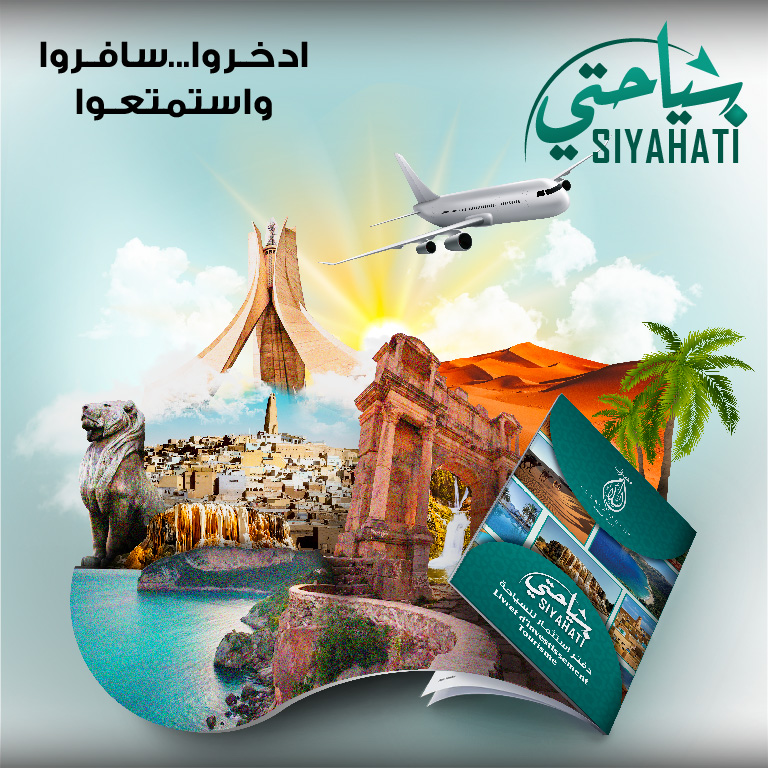 ادخروا...سافروا
واستمتعوا
سياحتي
SIYAHATI
سياحتي
SIYAHATI
دفتر استثمار للسياحة
Livret d'investissement
Tourisme